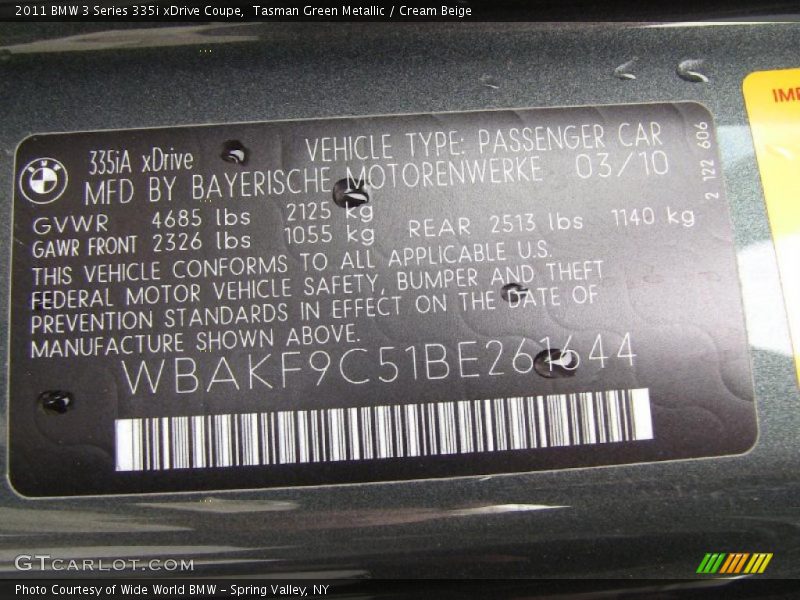 2011 BMW 3 Series 335i xDrive Coupe,  Tasman Green Metallic / Cream Beige
335iA xDrive
VEHICLE TYPE: PASSENGER CAR
MFD BY BAYERISCHE MOTORENWERKE 03/10
GVWR 4685 lbs 2125 kg
GAWR FRONT 2326 lbs 1055 kg REAR 2513 lbs 1140 kg
THIS VEHICLE CONFORMS TO ALL APPLICABLE U.S.
FEDERAL MOTOR VEHICLE SAFETY, BUMPER AND THEFT
PREVENTION STANDARDS IN EFFECT ON THE DATE OF
MANUFACTURE SHOWN ABOVE.
WBAKF9C51BE261644
2 122 606
GTCARLOT.COM
Photo Courtesy of Wide World BMW - Spring Valley, NY